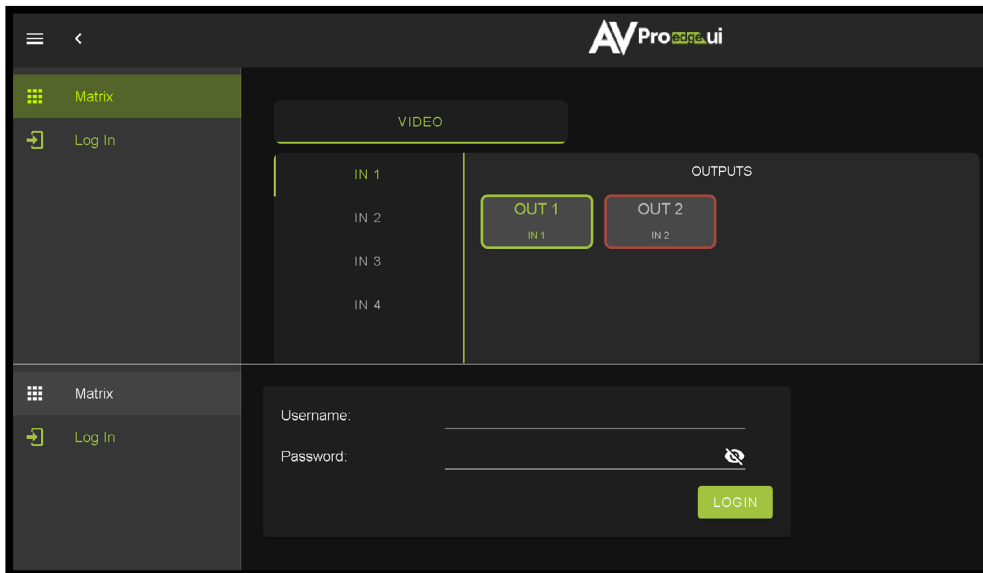 AVProedge.ui
Matrix
Log In
VIDEO
IN 1
IN 2
IN 3
IN 4
OUTPUTS
OUT 1
IN 1
OUT 2
IN 2
Matrix
Log In
Username:
Password:
LOGIN